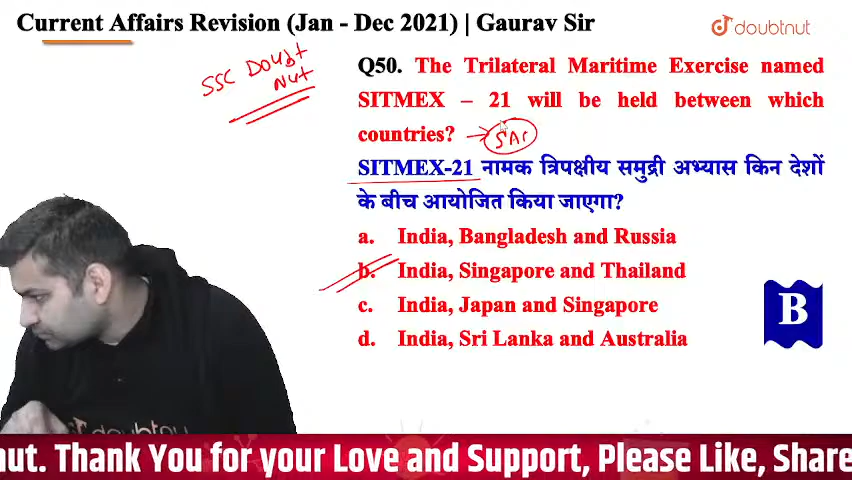 Current Affairs Revision (Jan - Dec 2021) | Gaurav Sir
doubtnut
SSC Doubt
Nut
Q50. The Trilateral Maritime Exercise named
SITMEX – 21 will be held between which
countries?
SITMEX-21 नामक त्रिपक्षीय समुद्री अभ्यास किन देशों
के बीच आयोजित किया जाएगा?
a. India, Bangladesh and Russia
b. India, Singapore and Thailand
c. India, Japan and Singapore
d. India, Sri Lanka and Australia
B
doubtnut
nut. Thank You for your Love and Support, Please Like, Share